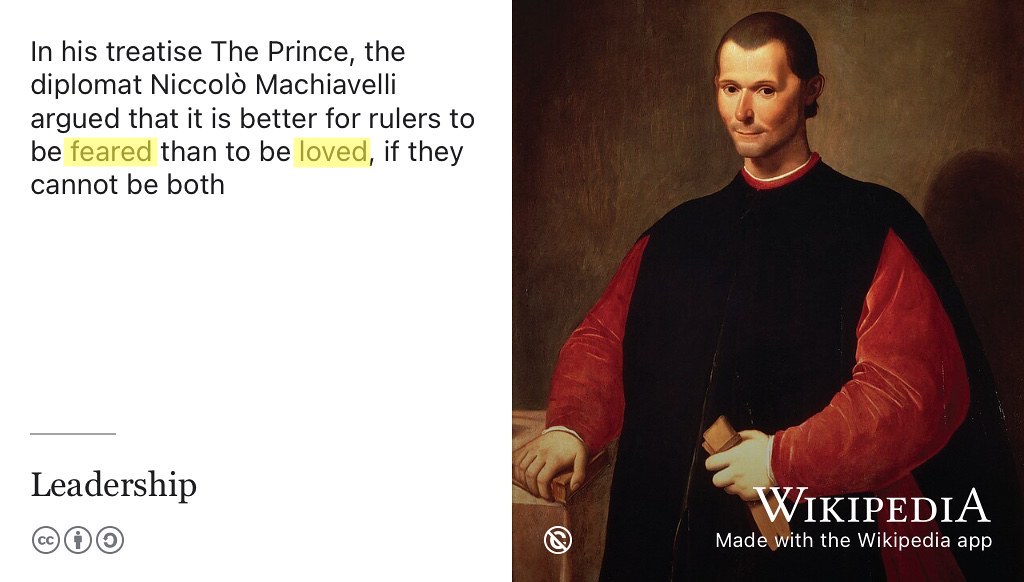 In his treatise The Prince, the
diplomat Niccolò Machiavelli
argued that it is better for rulers to
be feared than to be loved, if they
cannot be both
Leadership
cc
WIKIPEDIA
Made with the Wikipedia app